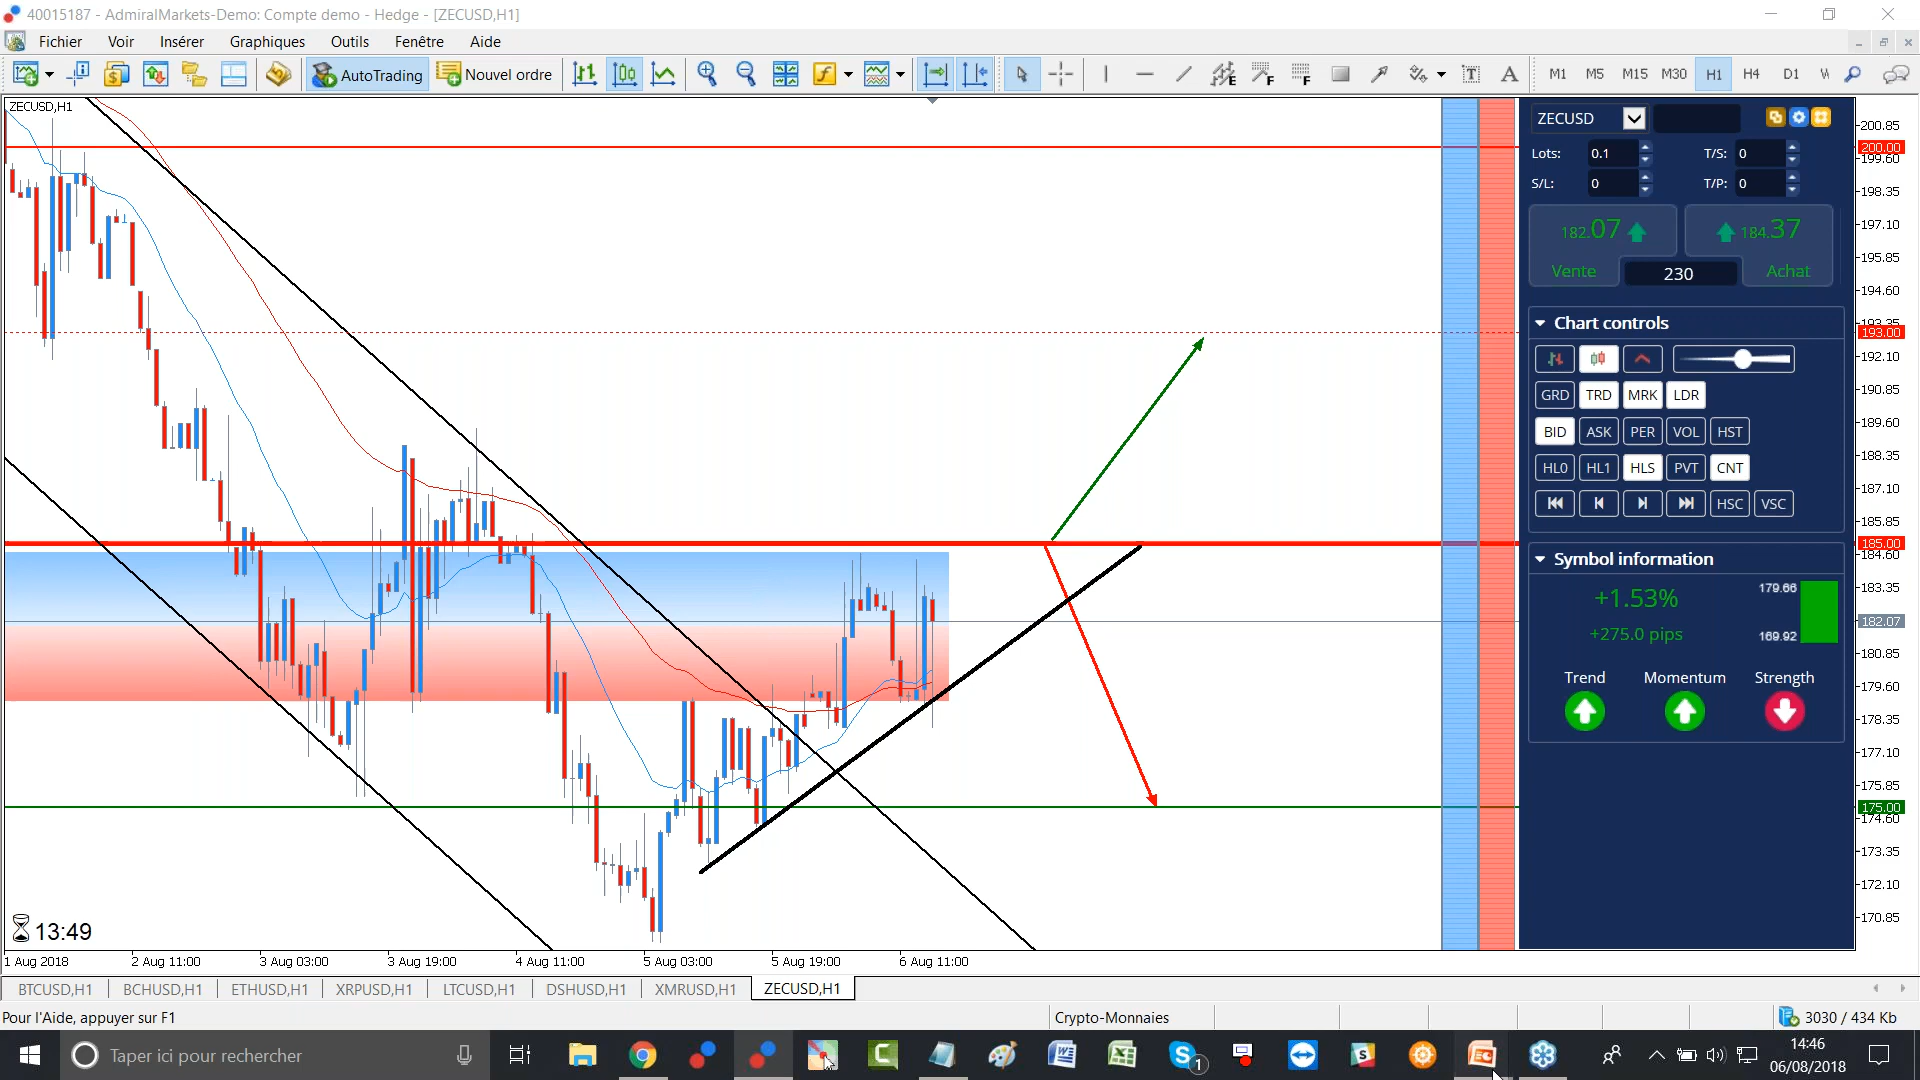 40015187 - AdmiralMarkets-Demo: Compte demo - Hedge - [ZECUSD,H1]
Fichier Voir Insérer Graphiques Outils Fenêtre Aide
AutoTrading Nouvel ordre E F F A T M1 M5 M15 M30 H1 H4 D1
ZECUSD,H1
200.85
200.00
199.60
198.35
197.10
195.85
194.60
193.35
193.00
192.10
190.85
189.60
188.35
187.10
185.85
185.00
184.60
183.35
182.07
180.85
179.60
178.35
177.10
175.85
175.00
174.60
173.35
172.10
170.85
ZECUSD
Lots: 0.1 T/S: 0
S/L: 0 T/P: 0
182.07 184.37
Vente 230 Achat
Chart controls
GRD TRD MRK LDR
BID ASK PER VOL HST
HL0 HL1 HLS PVT CNT
HSC VSC
Symbol information
+1.53% 179.66
+275.0 pips 169.92
Trend Momentum Strength
13:49
1 Aug 2018 2 Aug 11:00 3 Aug 03:00 3 Aug 19:00 4 Aug 11:00 5 Aug 03:00 5 Aug 19:00 6 Aug 11:00
BTCUSD,H1 BCHUSD,H1 ETHUSD,H1 XRPUSD,H1 LTCUSD,H1 DSHUSD,H1 XMRUSD,H1 ZECUSD,H1
Pour l'Aide, appuyer sur F1 Crypto-Monnaies 3030 / 434 Kb
Taper ici pour rechercher 1 14:46
06/08/2018